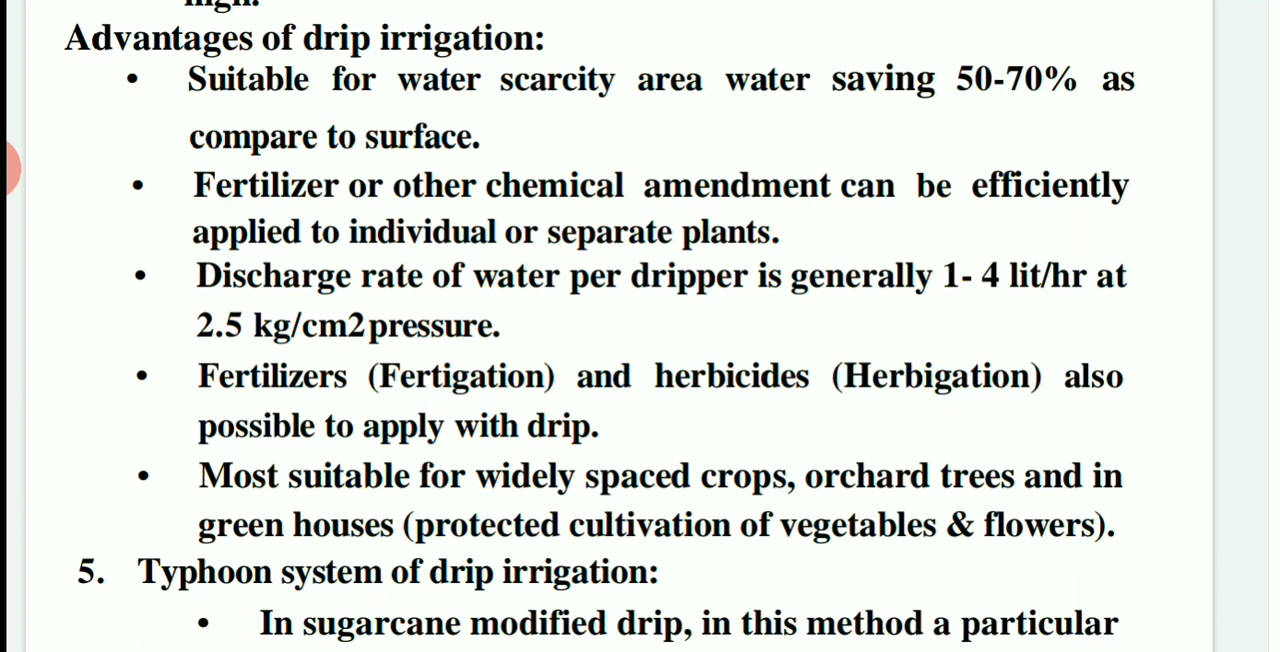 Advantages of drip irrigation:
• Suitable for water scarcity area water saving 50-70% as
compare to surface.
• Fertilizer or other chemical amendment can be efficiently
applied to individual or separate plants.
• Discharge rate of water per dripper is generally 1- 4 lit/hr at
2.5 kg/cm2 pressure.
• Fertilizers (Fertigation) and herbicides (Herbigation) also
possible to apply with drip.
• Most suitable for widely spaced crops, orchard trees and in
green houses (protected cultivation of vegetables & flowers).
5. Typhoon system of drip irrigation:
• In sugarcane modified drip, in this method a particular